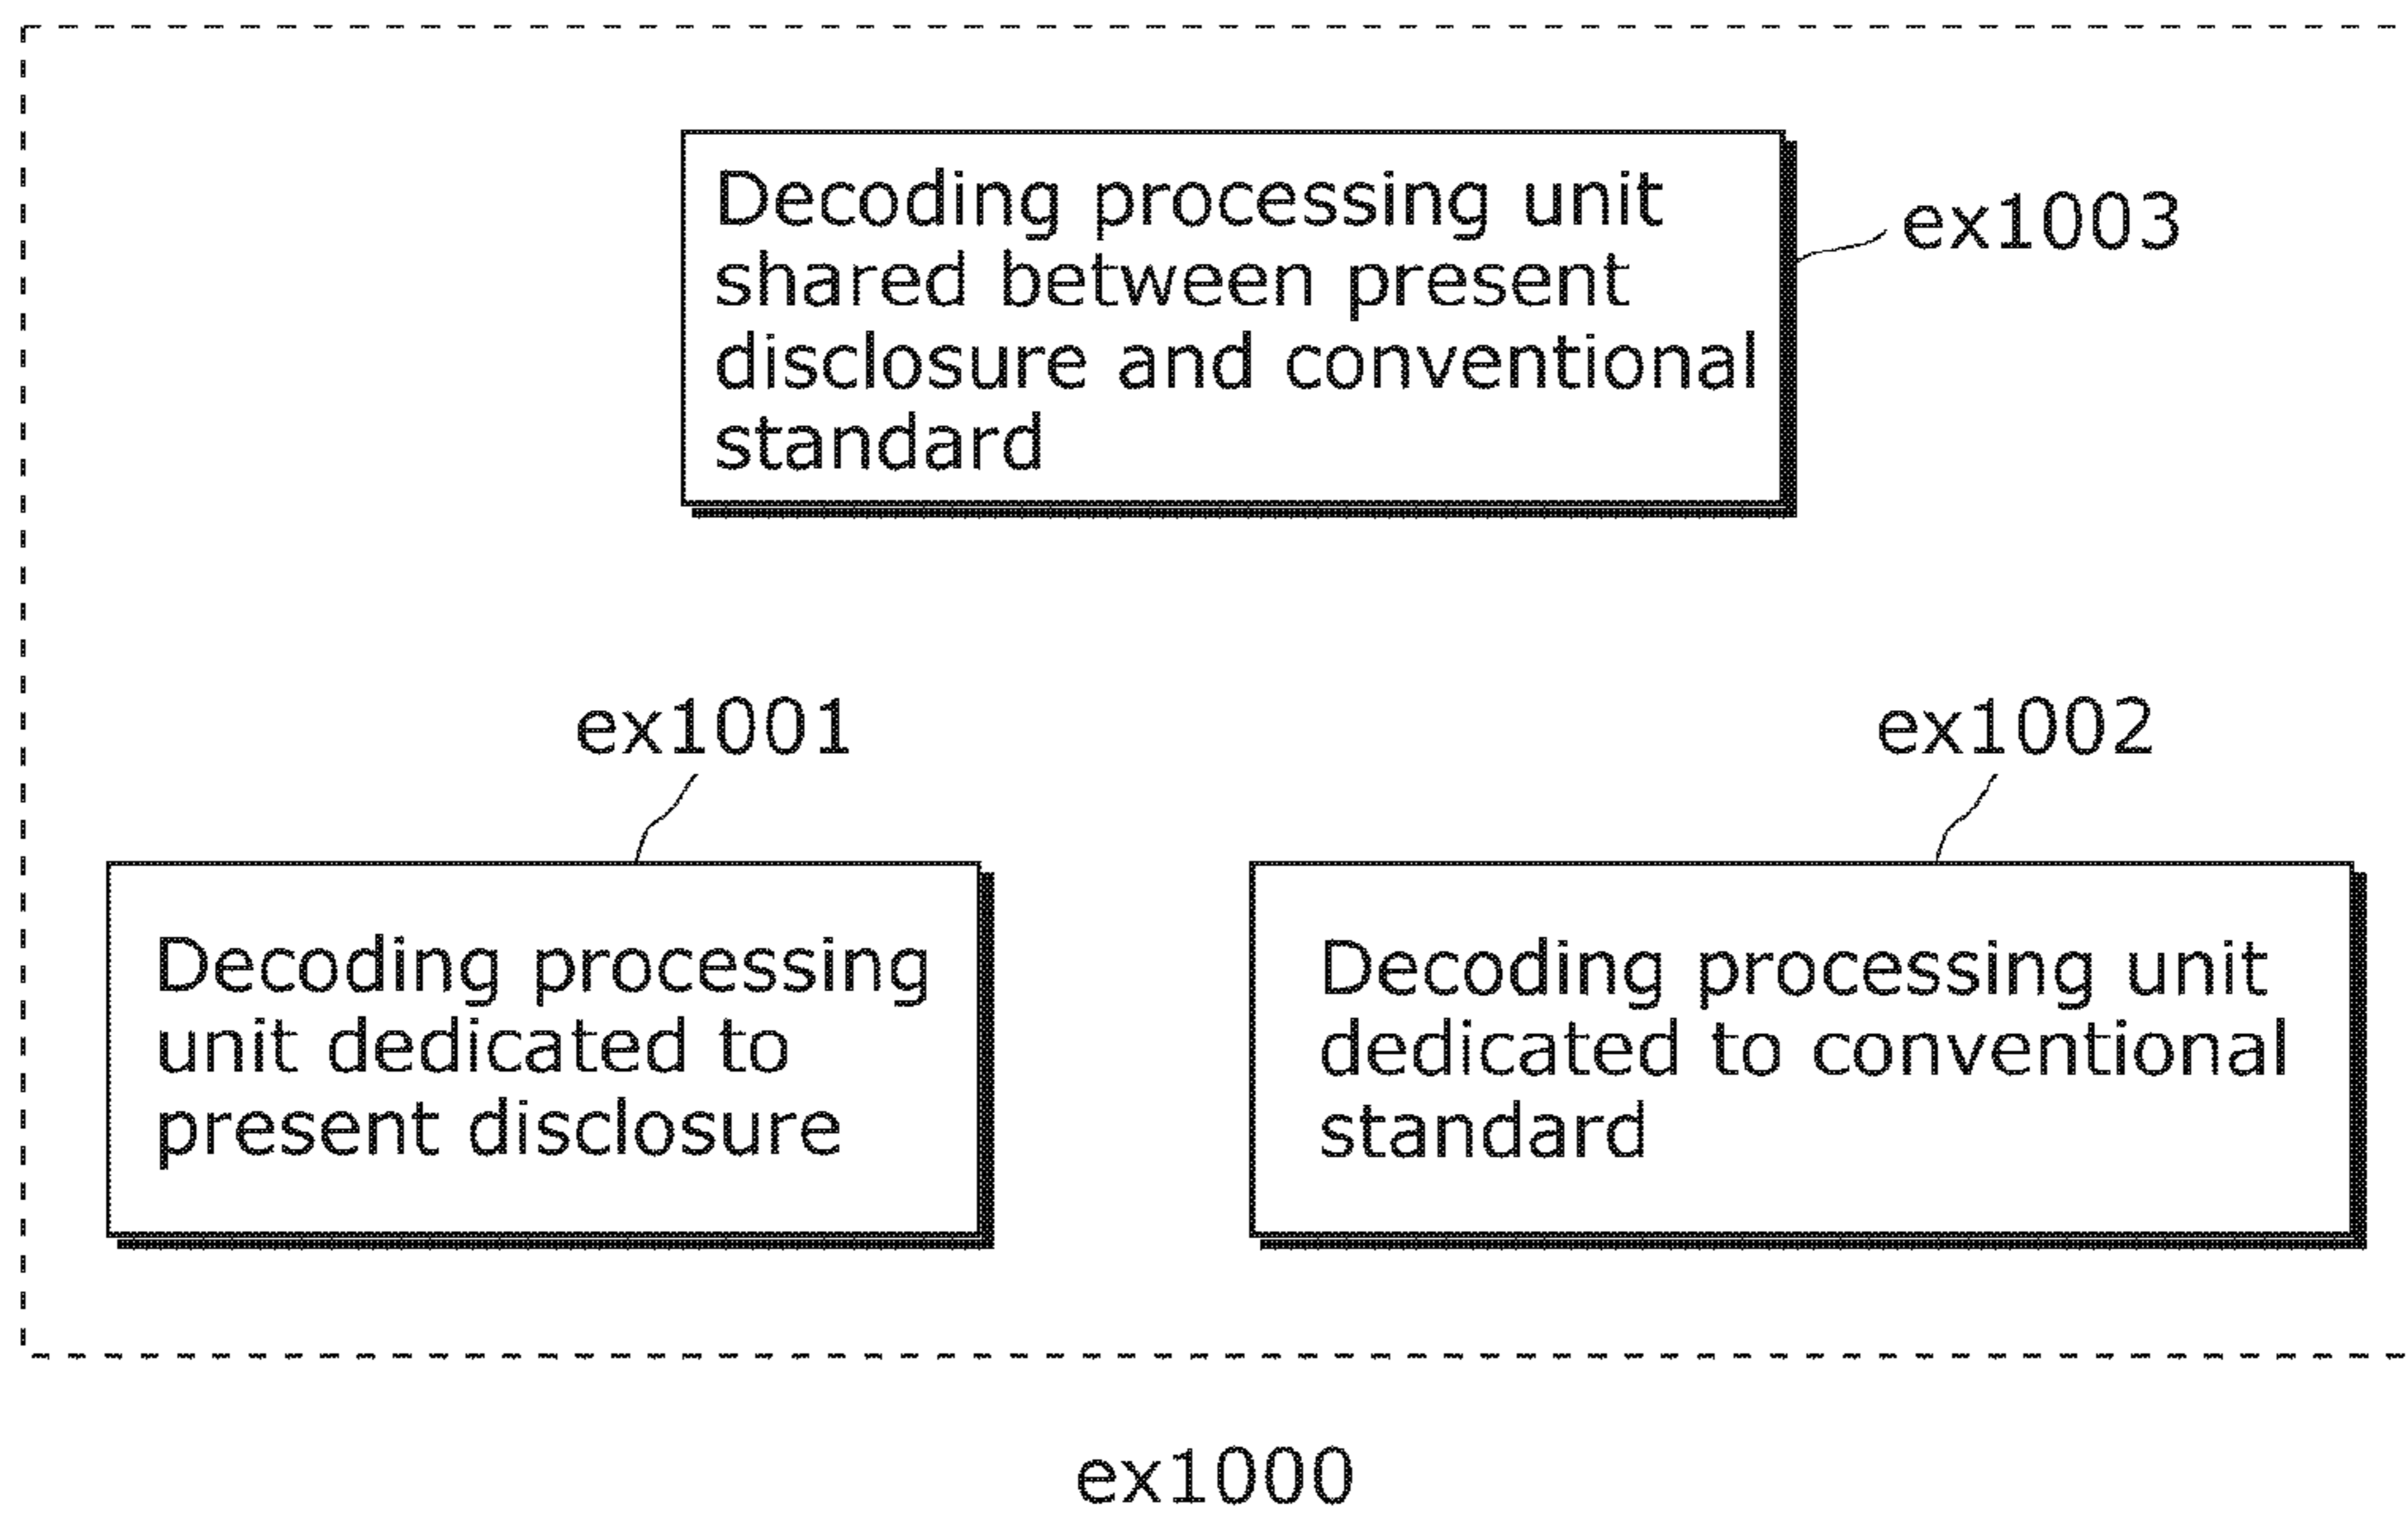 Decoding processing unit
shared between present
disclosure and conventional
standard
ex1003
ex1001
ex1002
Decoding processing
unit dedicated to
present disclosure
Decoding processing unit
dedicated to conventional
standard
ex1000